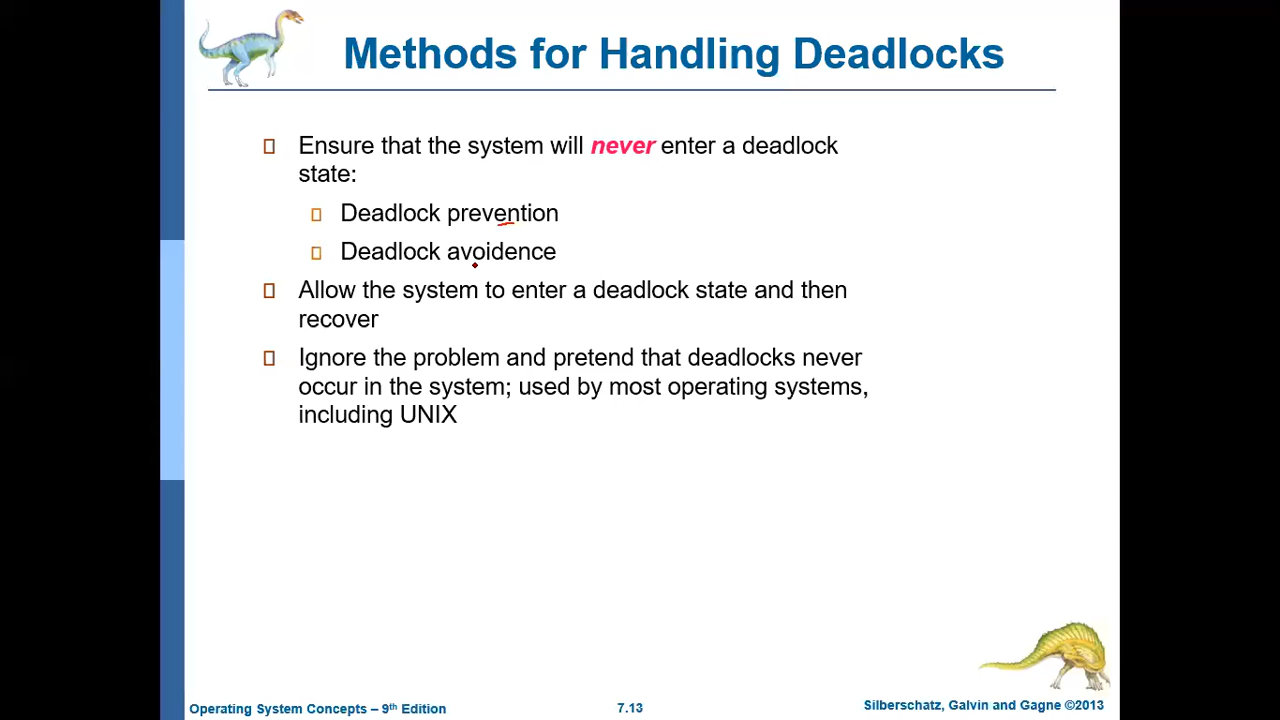 Methods for Handling Deadlocks
Ensure that the system will never enter a deadlock
state:
Deadlock prevention
Deadlock avoidence
Allow the system to enter a deadlock state and then
recover
Ignore the problem and pretend that deadlocks never
occur in the system; used by most operating systems,
including UNIX
Operating System Concepts – 9th Edition
7.13
Silberschatz, Galvin and Gagne ©2013